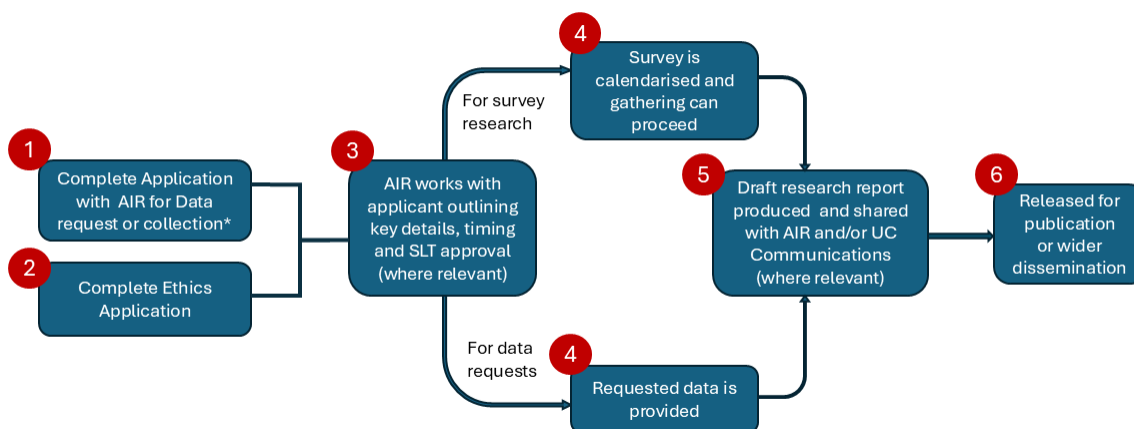 1
Complete Application
with AIR for Data
request or collection*
2
Complete Ethics
Application
3
AIR works with
applicant outlining
key details, timing
and SLT approval
(where relevant)
For survey
research
4
Survey is
calendarised and
gathering can
proceed
For data
requests
4
Requested data is
provided
5
Draft research report
produced and shared
with AIR and/or UC
Communications
(where relevant)
6
Released for
publication
or wider
dissemination